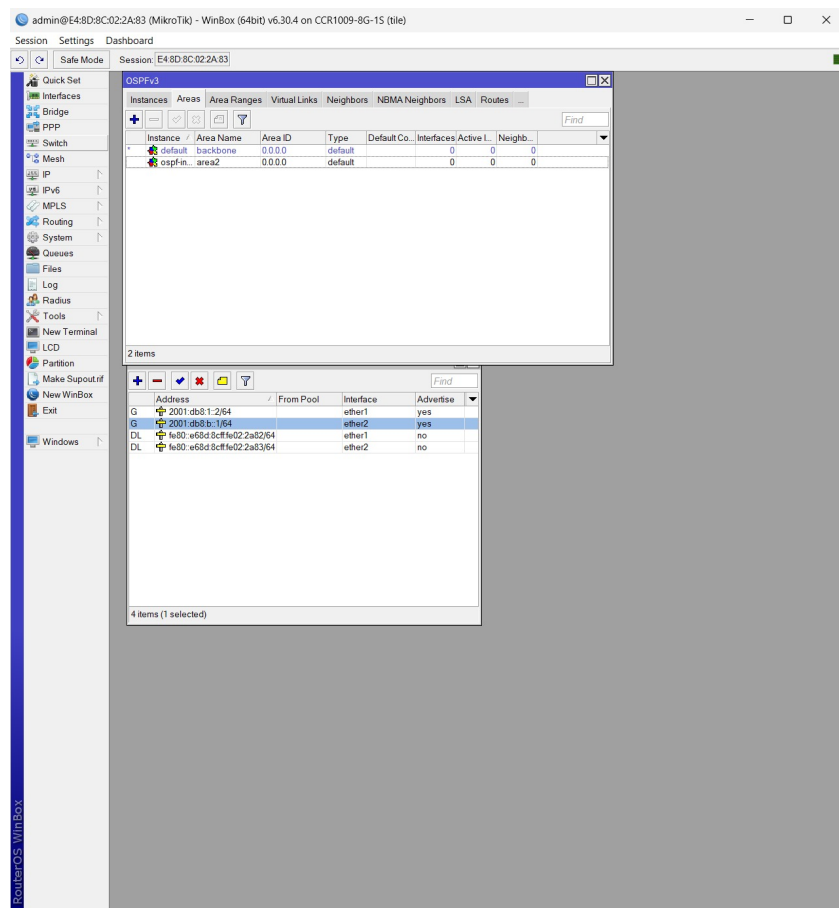 admin@E4:8D:8C:02:2A:83 (MikroTik) - WinBox (64bit) v6.30.4 on CCR1009-8G-1S (tile)
Session Settings Dashboard
Safe Mode Session: E4:8D:8C:02:2A:83
Quick Set
Interfaces
Bridge
PPP
Switch
Mesh
IP
IPv6
MPLS
Routing
System
Queues
Files
Log
Radius
Tools
New Terminal
LCD
Partition
Make Supout.rif
New WinBox
Exit
Windows
RouterOS WinBox
OSPFv3
Instances Areas Area Ranges Virtual Links Neighbors NBMA Neighbors LSA Routes ...
Find
Instance Area Name Area ID Type Default Co... Interfaces Active I... Neighb...
* default backbone 0.0.0.0 default 0 0 0
ospf-in... area2 0.0.0.0 default 0 0 0
2 items
Find
Address From Pool Interface Advertise
G 2001:db8:1::2/64 ether1 yes
G 2001:db8:b::1/64 ether2 yes
DL fe80::e68d:8cff:fe02:2a82/64 ether1 no
DL fe80::e68d:8cff:fe02:2a83/64 ether2 no
4 items (1 selected)